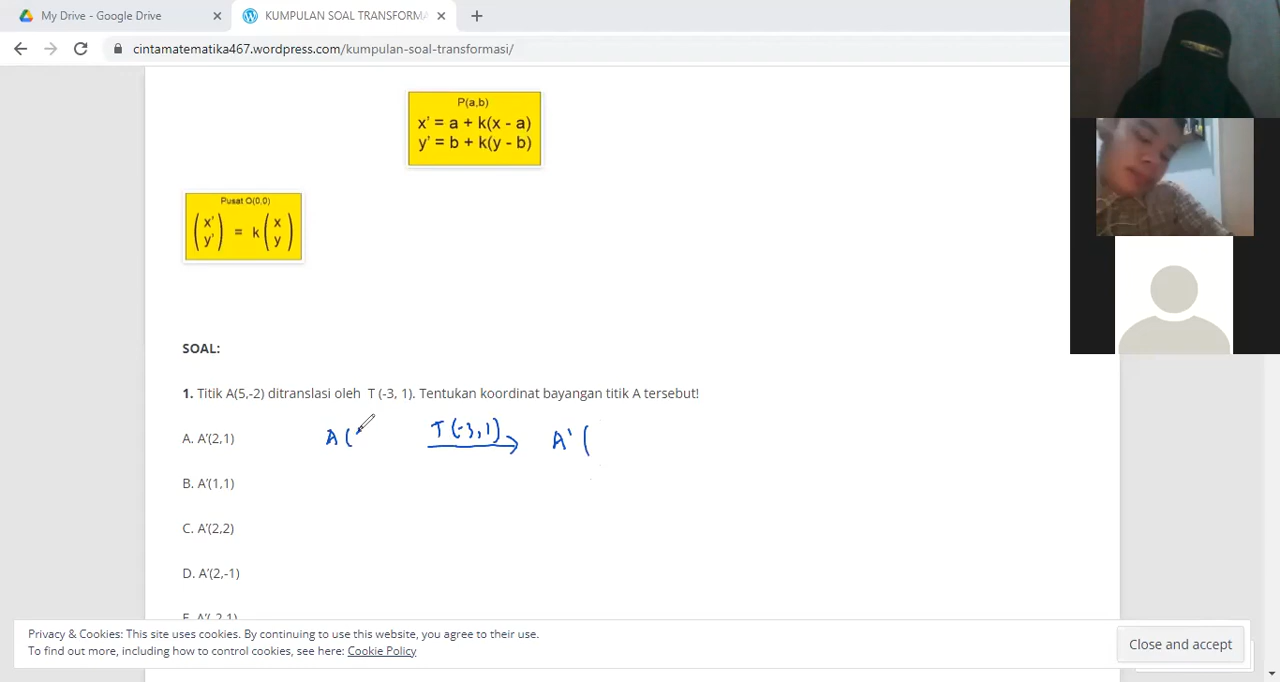 My Drive - Google Drive
KUMPULAN SOAL TRANSFORMA
cintamatematika467.wordpress.com/kumpulan-soal-transformasi/
P(a,b)
x' = a + k(x - a)
y' = b + k(y - b)
Pusat O(0,0)
(x' y') = k (x y)
SOAL:
1. Titik A(5,-2) ditranslasi oleh T (-3, 1). Tentukan koordinat bayangan titik A tersebut!
A ( T(-3,1) → A' (
A. A'(2,1)
B. A'(1,1)
C. A'(2,2)
D. A'(2,-1)
E. A'(-2,1)
Privacy & Cookies: This site uses cookies. By continuing to use this website, you agree to their use.
To find out more, including how to control cookies, see here: Cookie Policy
Close and accept